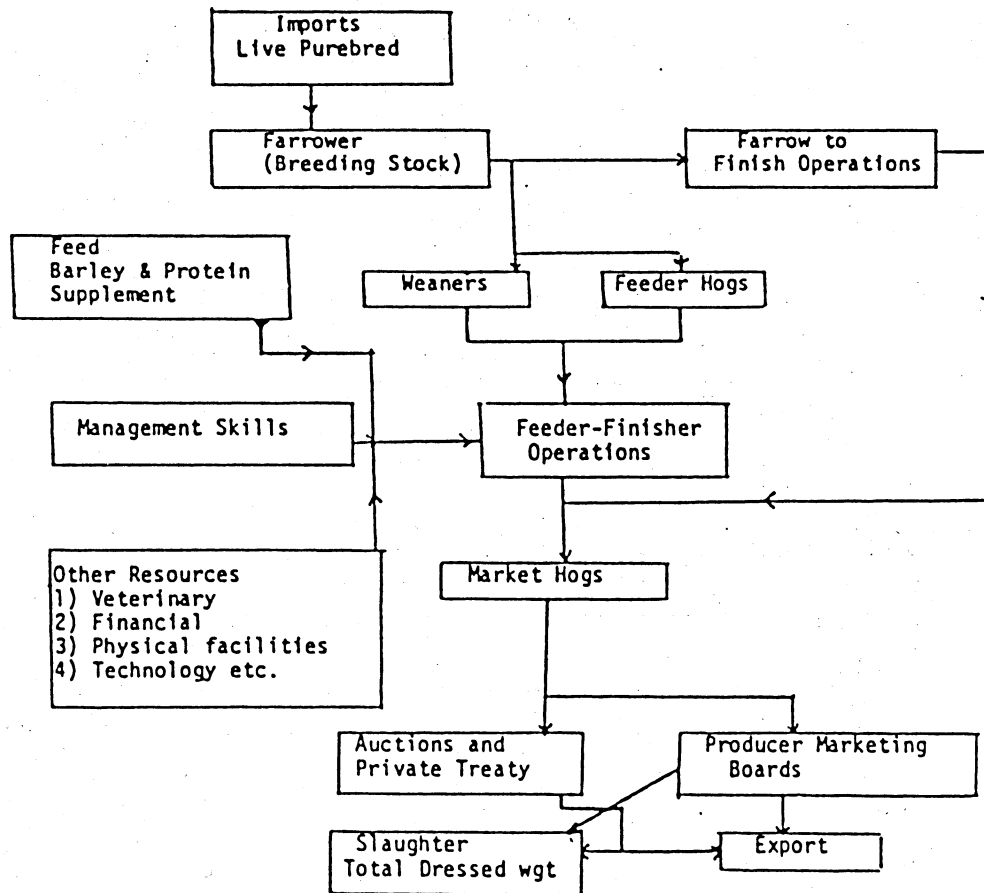 Imports
Live Purebred
Farrower
(Breeding Stock)
Farrow to
Finish Operations
Feed
Barley & Protein
Supplement
Weaners
Feeder Hogs
Management Skills
Feeder-Finisher
Operations
Other Resources
1) Veterinary
2) Financial
3) Physical facilities
4) Technology etc.
Market Hogs
Auctions and
Private Treaty
Producer Marketing
Boards
Slaughter
Total Dressed wgt
Export